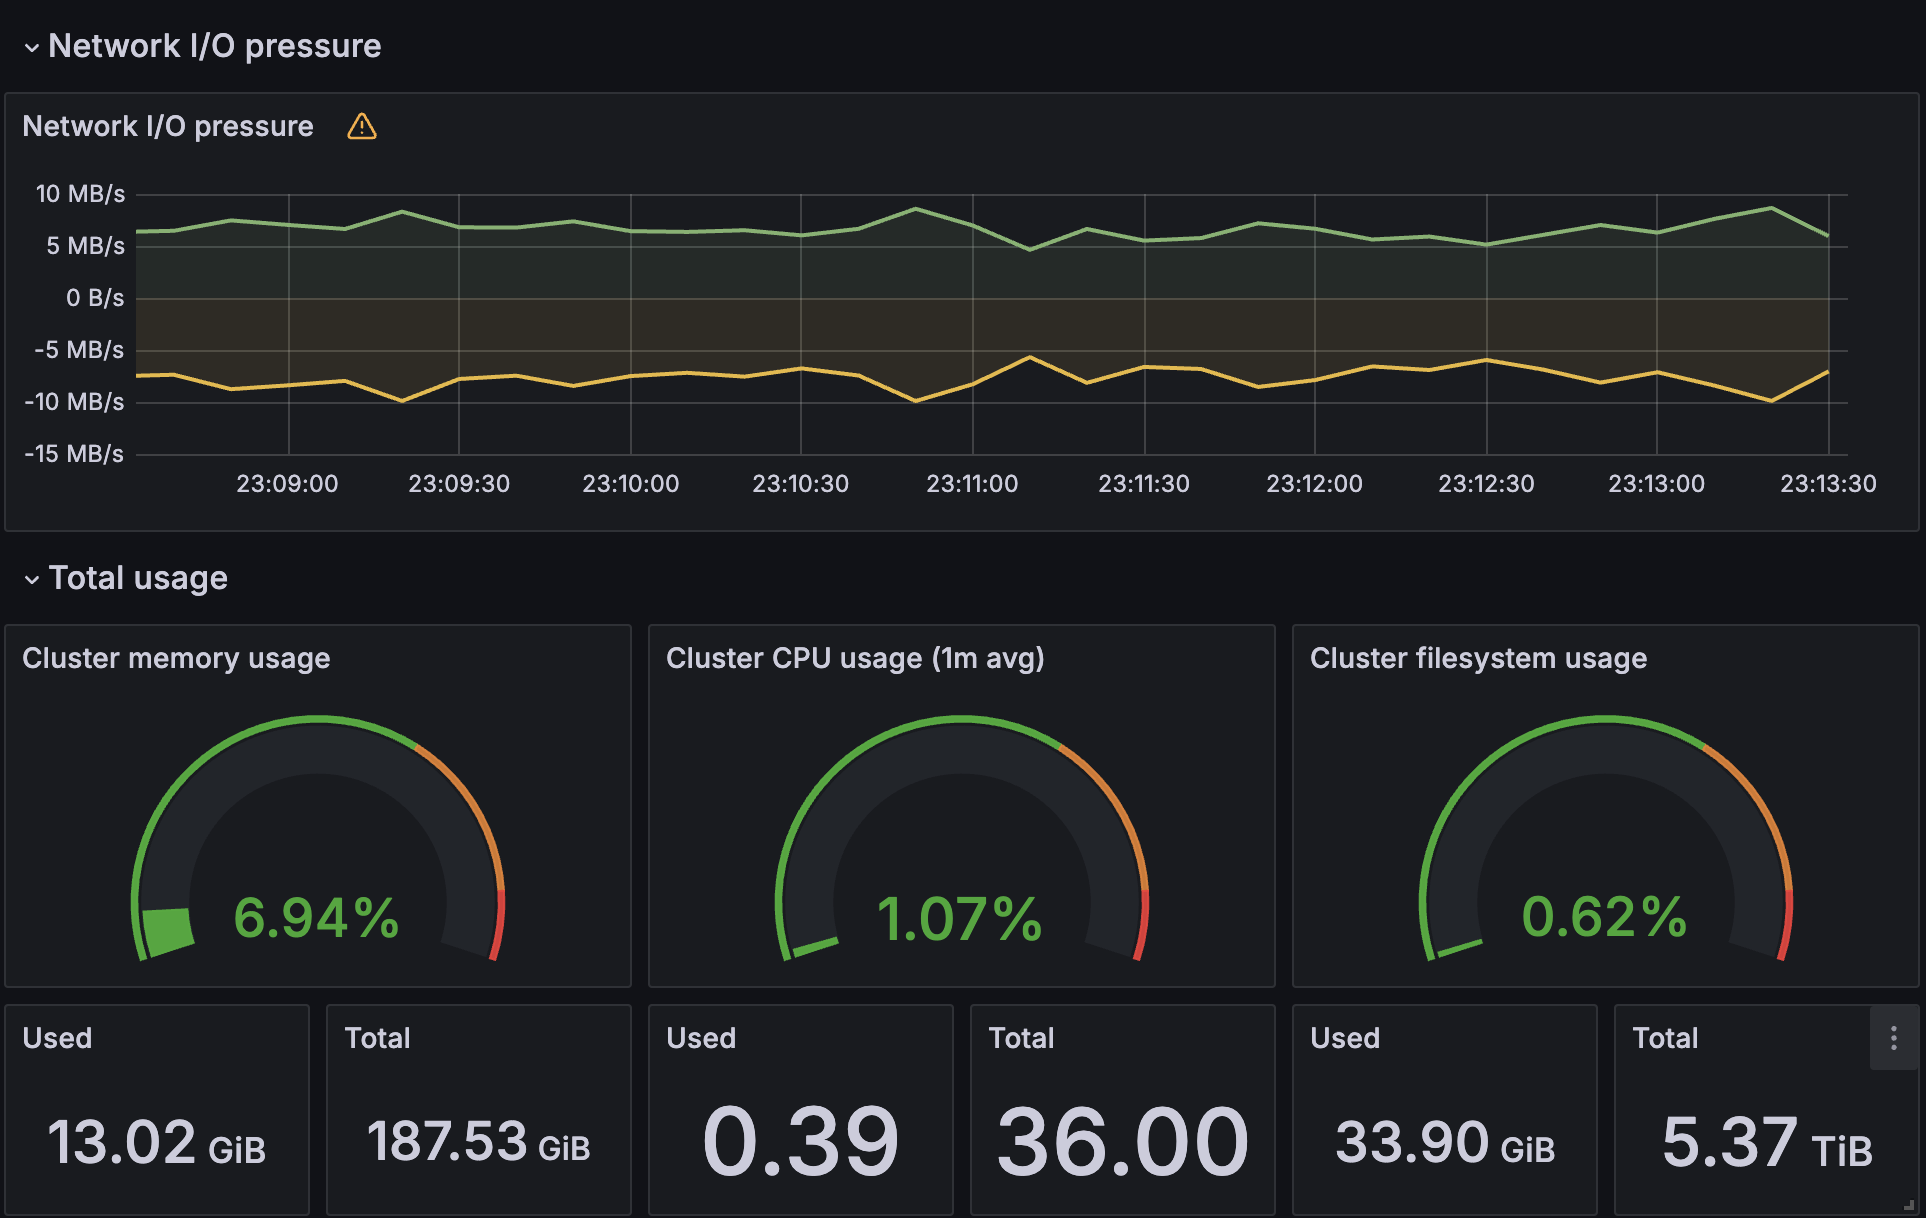 Network I/O pressure
Network I/O pressure
10 MB/s
5 MB/s
0 B/s
-5 MB/s
-10 MB/s
-15 MB/s
23:09:00 23:09:30 23:10:00 23:10:30 23:11:00 23:11:30 23:12:00 23:12:30 23:13:00 23:13:30
Total usage
Cluster memory usage
6.94%
Cluster CPU usage (1m avg)
1.07%
Cluster filesystem usage
0.62%
Used
13.02 GiB
Total
187.53 GiB
Used
0.39
Total
36.00
Used
33.90 GiB
Total
5.37 TiB